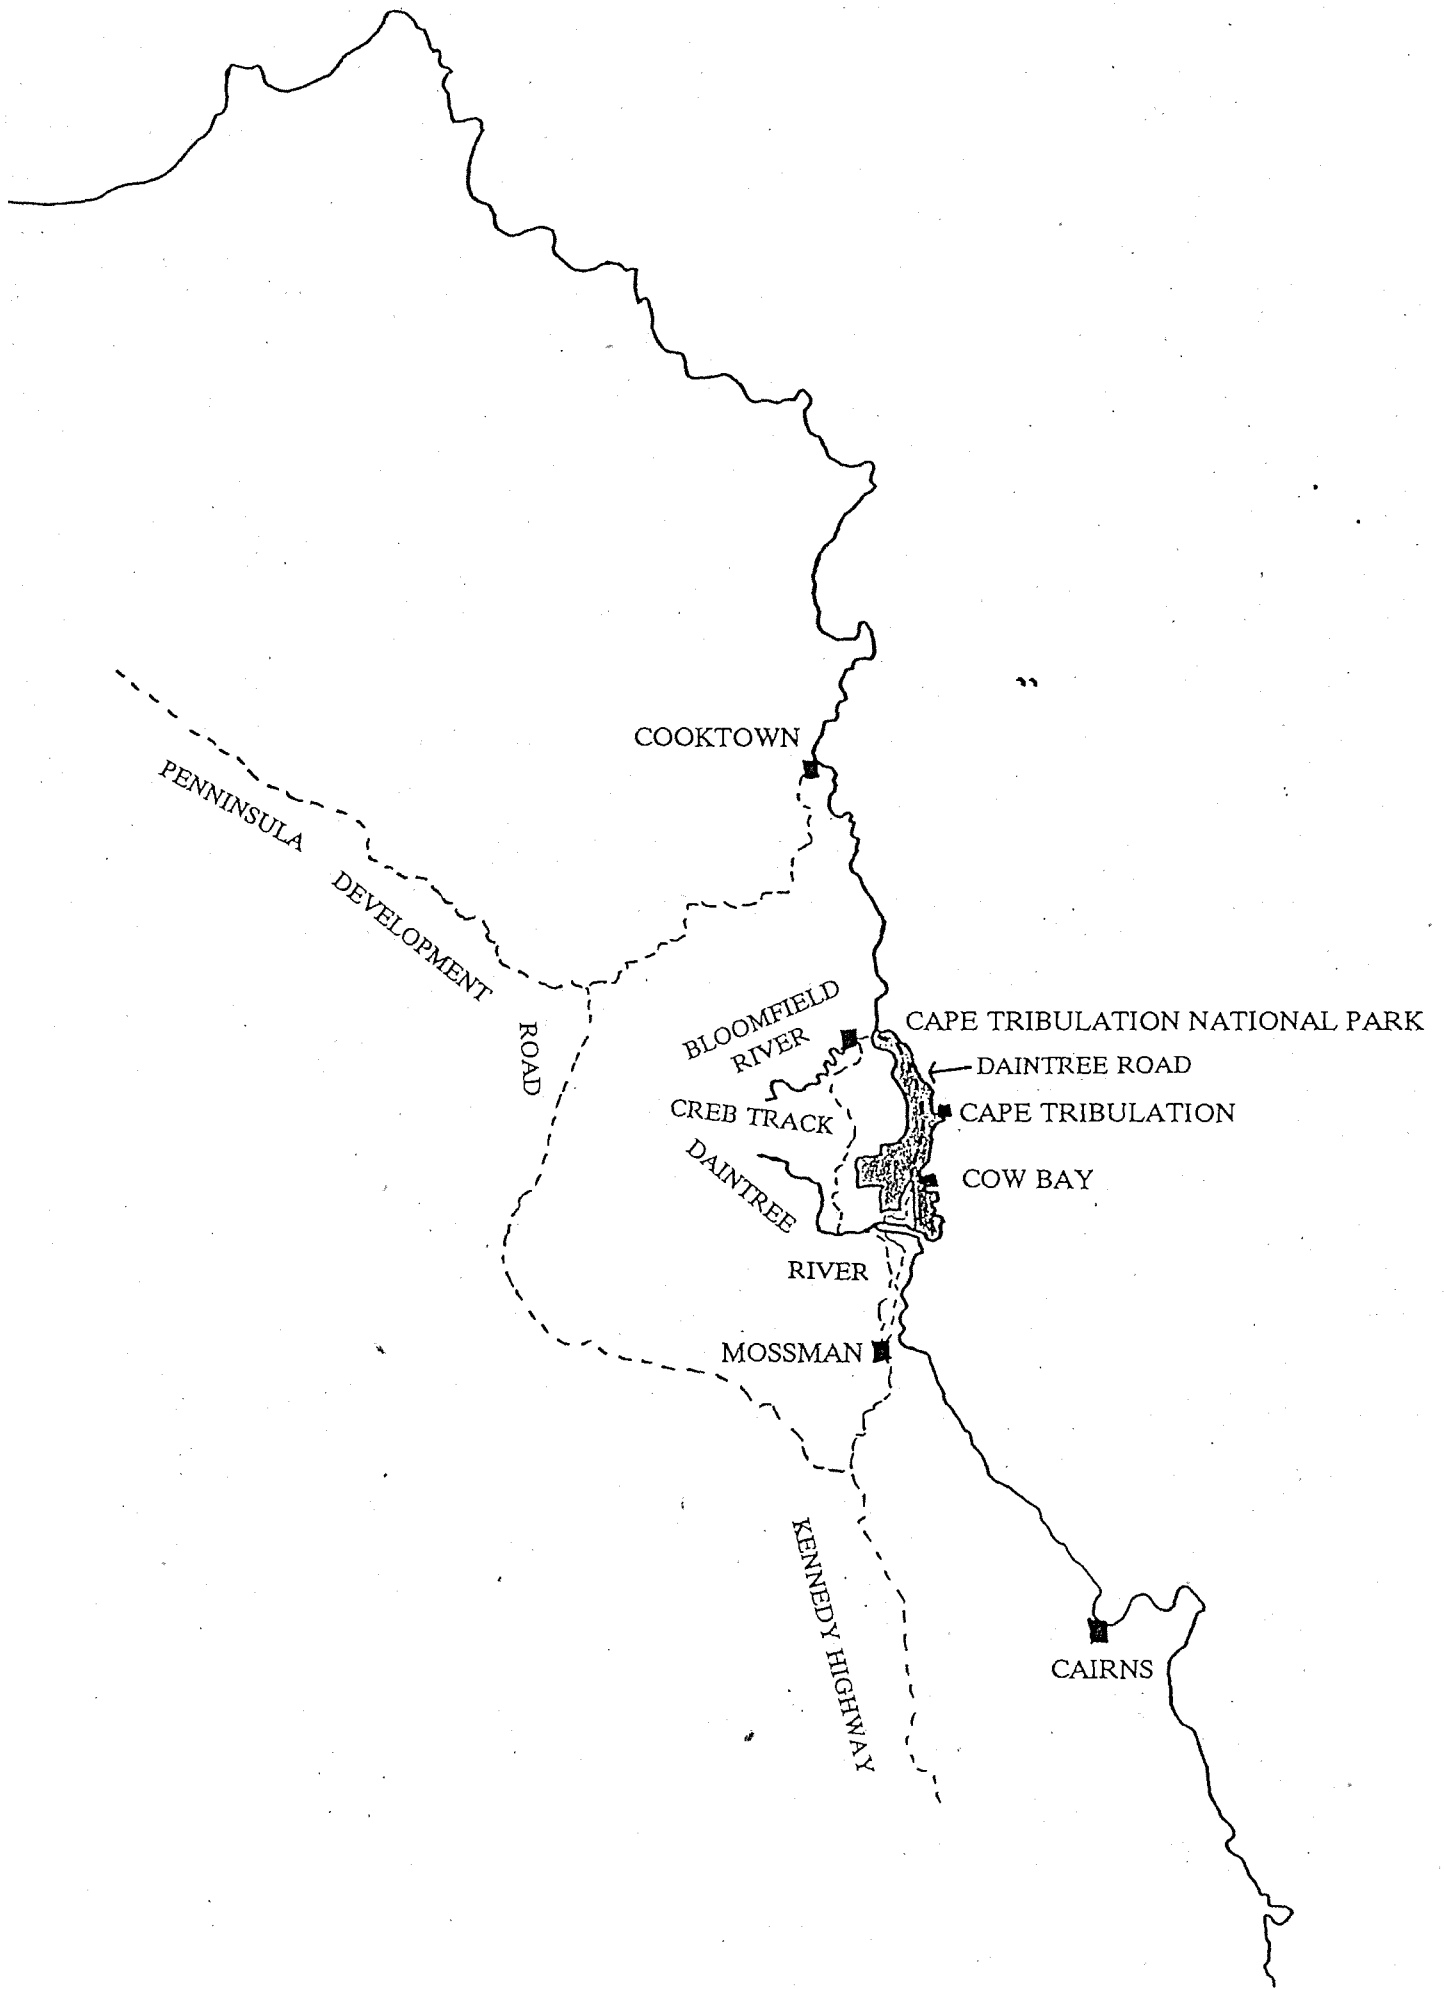 COOKTOWN
PENNINSULA
DEVELOPMENT
ROAD
BLOOMFIELD
RIVER
CAPE TRIBULATION NATIONAL PARK
DAINTREE ROAD
CREB TRACK
CAPE TRIBULATION
DAINTREE
COW BAY
RIVER
MOSSMAN
KENNEDY HIGHWAY
CAIRNS